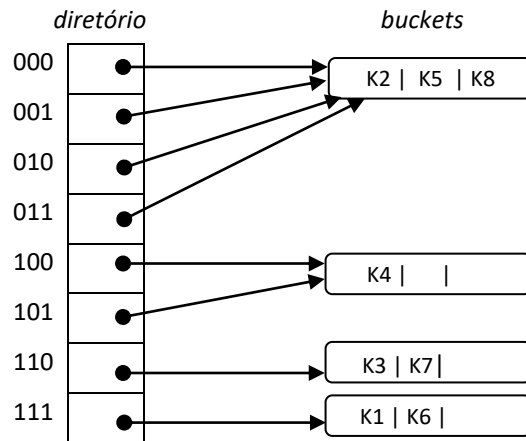 diretório buckets
000
K2 | K5 | K8
001
010
011
100
K4 | |
101
110
K3 | K7|
111
K1 | K6 |